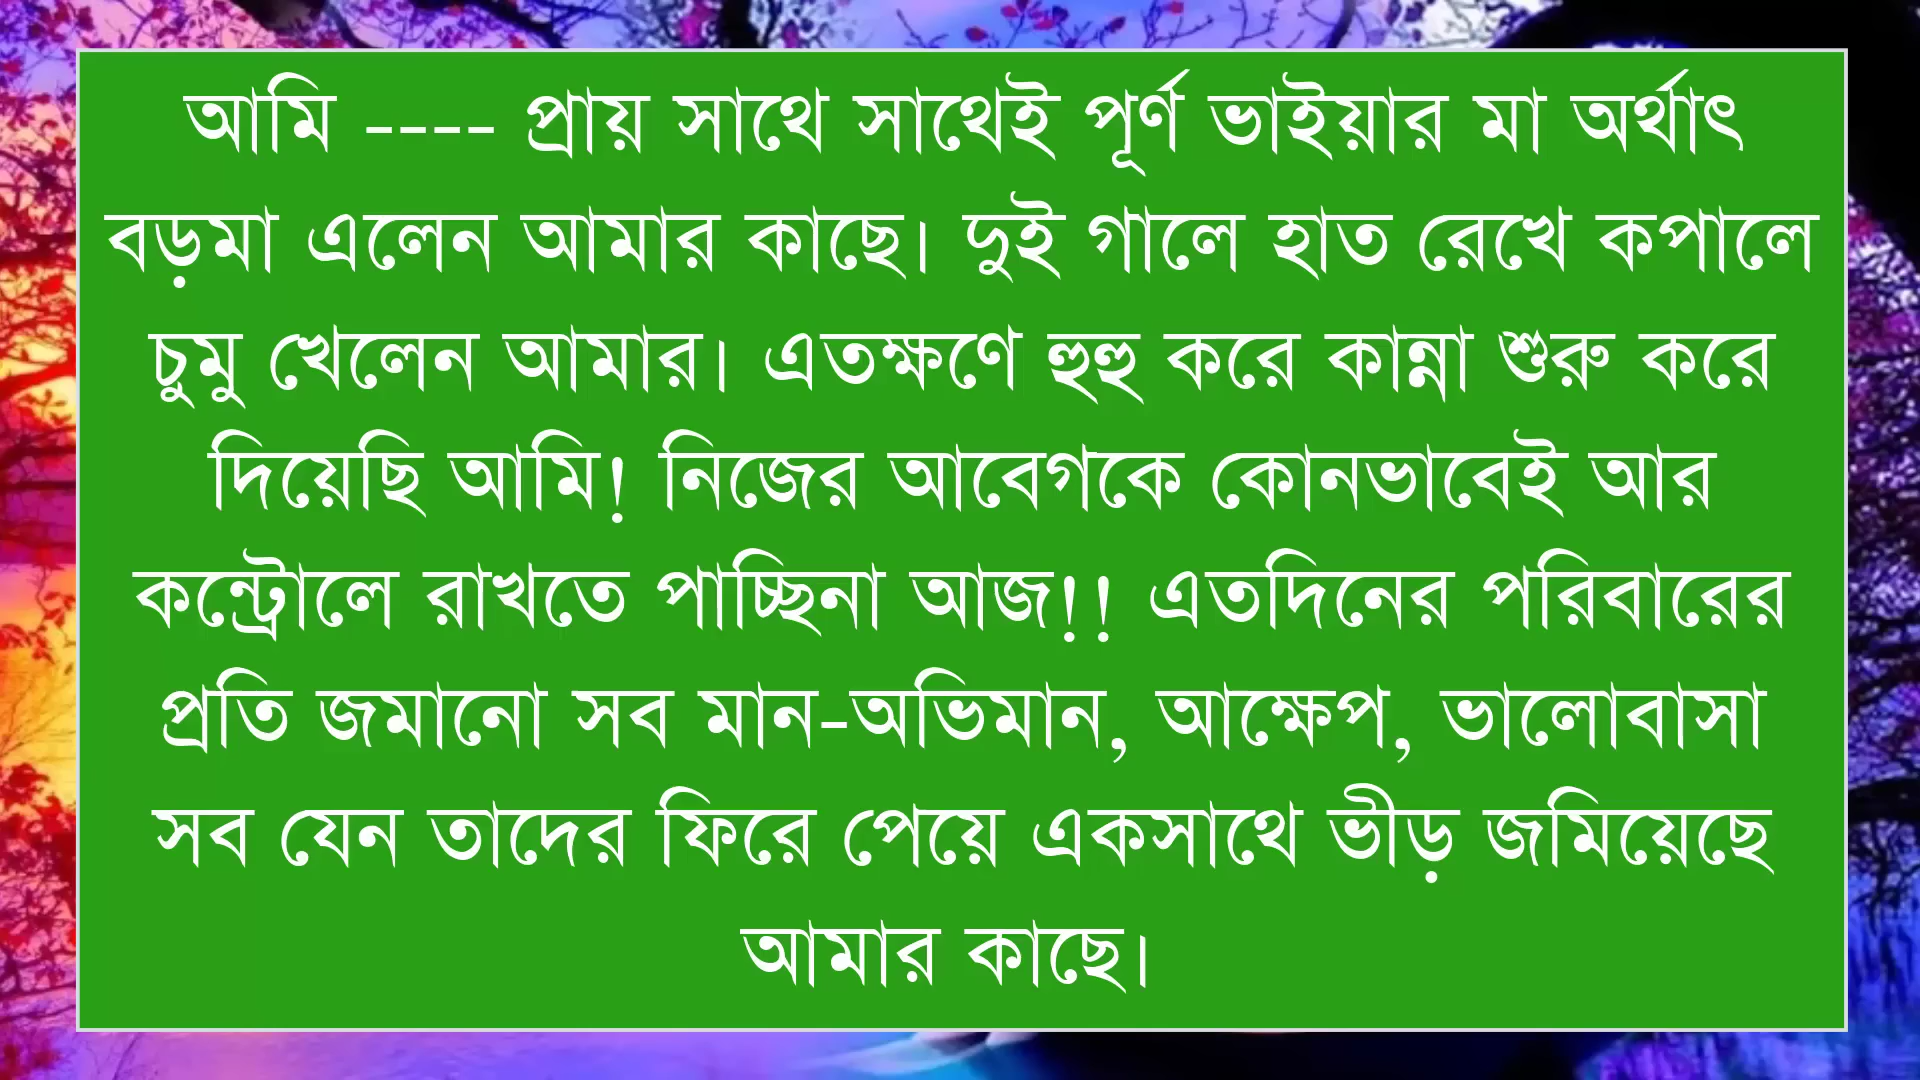 আমি ---- প্রায় সাথে সাথেই পূর্ণ ভাইয়ার মা অর্থাৎ
বড়মা এলেন আমার কাছে। দুই গালে হাত রেখে কপালে
চুমু খেলেন আমার। এতক্ষণে হুহু করে কান্না শুরু করে
দিয়েছি আমি! নিজের আবেগকে কোনভাবেই আর
কন্ট্রোলে রাখতে পাচ্ছিনা আজ!! এতদিনের পরিবারের
প্রতি জমানো সব মান-অভিমান, আক্ষেপ, ভালোবাসা
সব যেন তাদের ফিরে পেয়ে একসাথে ভীড় জমিয়েছে
আমার কাছে।